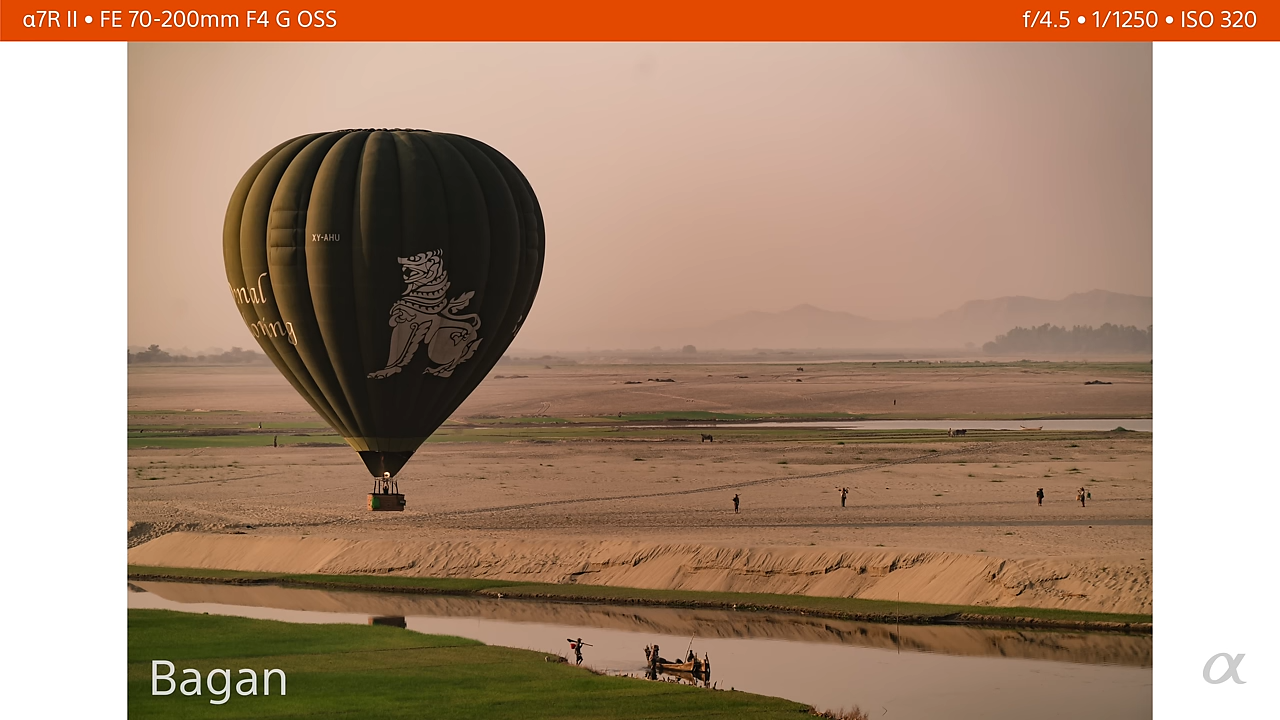 α7R II • FE 70-200mm F4 G OSS
f/4.5 • 1/1250 • ISO 320
XY-AHU
Bagan
α